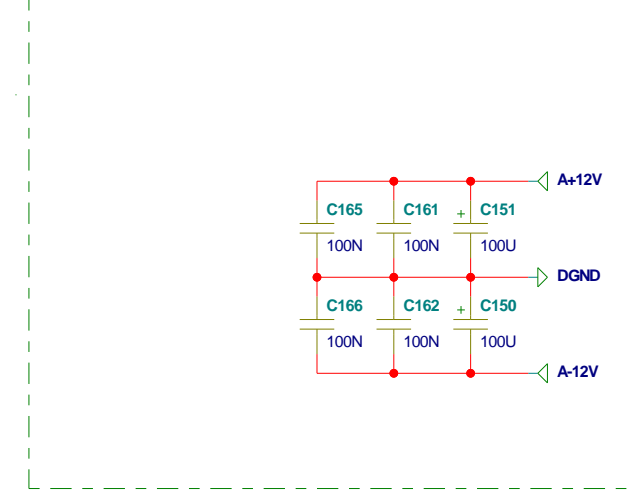 A+12V
C165 C161 + C151
100N 100N 100U
DGND
C166 C162 + C150
100N 100N 100U
A-12V